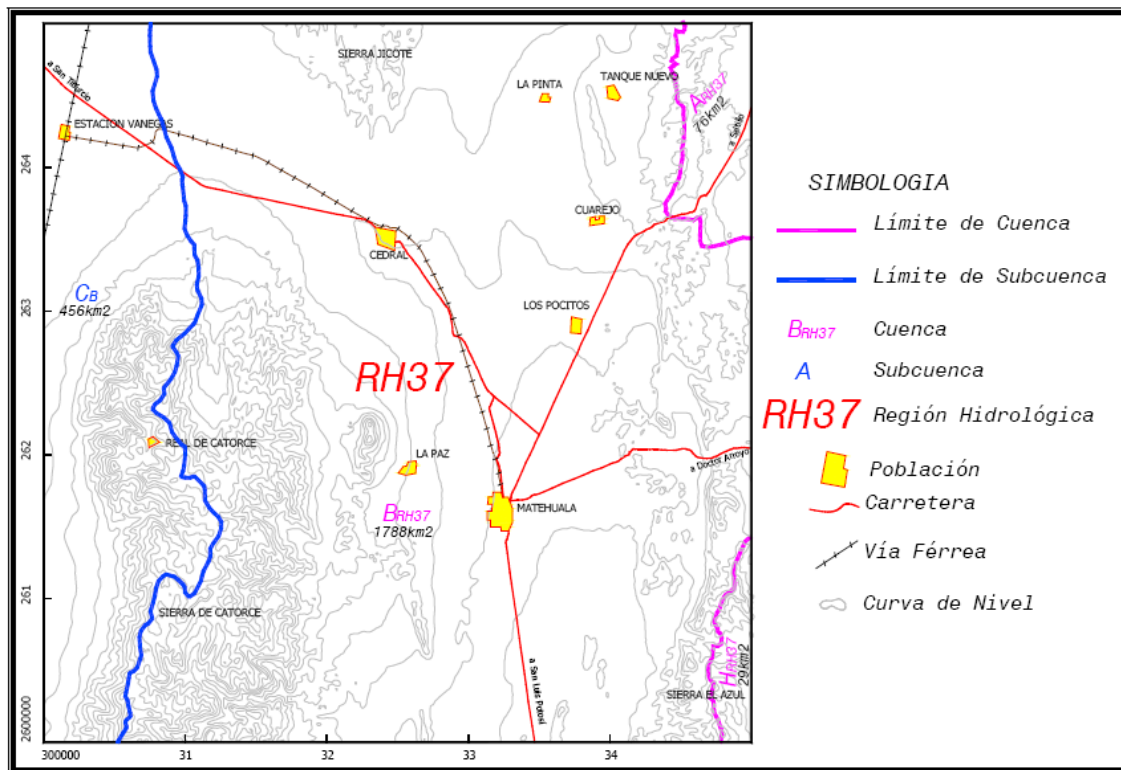 SIERRA JICOTE
a San Tiburcio
LA PINTA
TANQUE NUEVO
ARH37
76km2
a Saltillo
ESTACION VANEGAS
264
CUAREJO
CEDRAL
CB
456km2
263
LOS POCITOS
RH37
262
REAL DE CATORCE
LA PAZ
a Doctor Arroyo
BRH37
1788km2
MATEHUALA
261
SIERRA DE CATORCE
a San Luis Potosí
HRH37
29km2
SIERRA EL AZUL
2600000
300000
31
32
33
34
SIMBOLOGIA
Límite de Cuenca
Límite de Subcuenca
BRH37 Cuenca
A Subcuenca
RH37 Región Hidrológica
Población
Carretera
Vía Férrea
Curva de Nivel